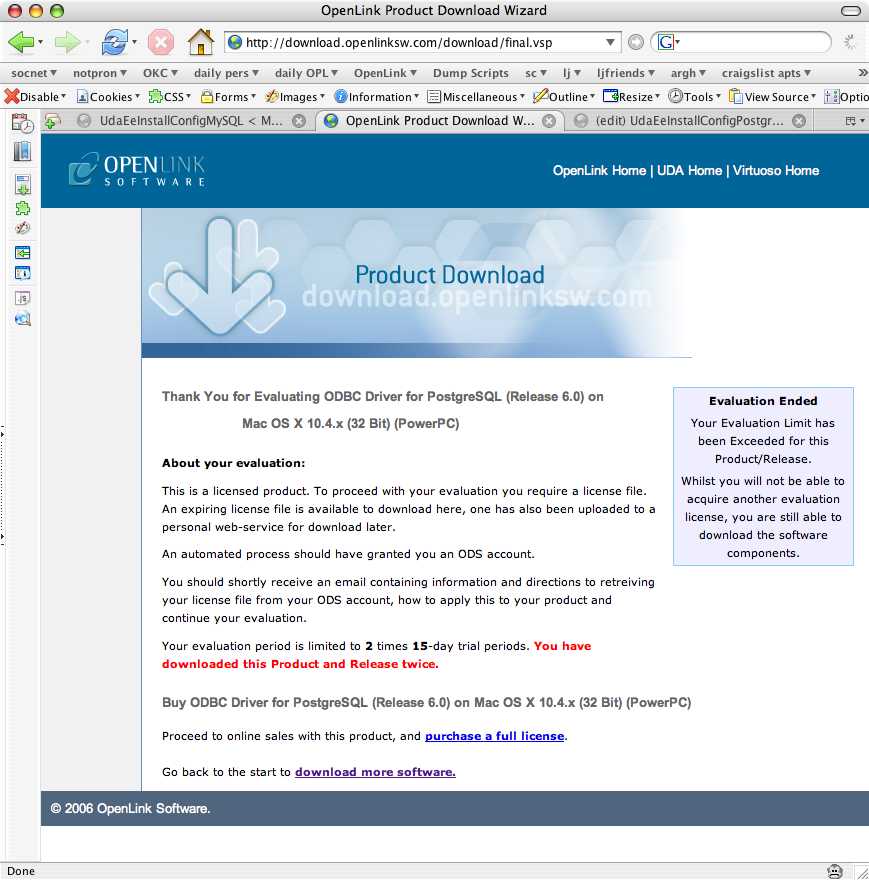 OpenLink Product Download Wizard
http://download.openlinksw.com/download/final.vsp
G
socnet notpron OKC daily pers daily OPL OpenLink Dump Scripts sc lj ljfriends argh craigslist apts »
Disable Cookies CSS Forms Images Information Miscellaneous Outline Resize Tools View Source Optio
UdaEeInstallConfigMySQL < M... OpenLink Product Download W... (edit) UdaEeInstallConfigPostgr...
OPENLINK
SOFTWARE
OpenLink Home | UDA Home | Virtuoso Home
Product Download
download.openlinksw.com
Thank You for Evaluating ODBC Driver for PostgreSQL (Release 6.0) on
Mac OS X 10.4.x (32 Bit) (PowerPC)
About your evaluation:
This is a licensed product. To proceed with your evaluation you require a license file.
An expiring license file is available to download here, one has also been uploaded to a
personal web-service for download later.
An automated process should have granted you an ODS account.
You should shortly receive an email containing information and directions to retreiving
your license file from your ODS account, how to apply this to your product and
continue your evaluation.
Your evaluation period is limited to 2 times 15-day trial periods. You have
downloaded this Product and Release twice.
Evaluation Ended
Your Evaluation Limit has
been Exceeded for this
Product/Release.
Whilst you will not be able to
acquire another evaluation
license, you are still able to
download the software
components.
Buy ODBC Driver for PostgreSQL (Release 6.0) on Mac OS X 10.4.x (32 Bit) (PowerPC)
Proceed to online sales with this product, and purchase a full license.
Go back to the start to download more software.
© 2006 OpenLink Software.
Done